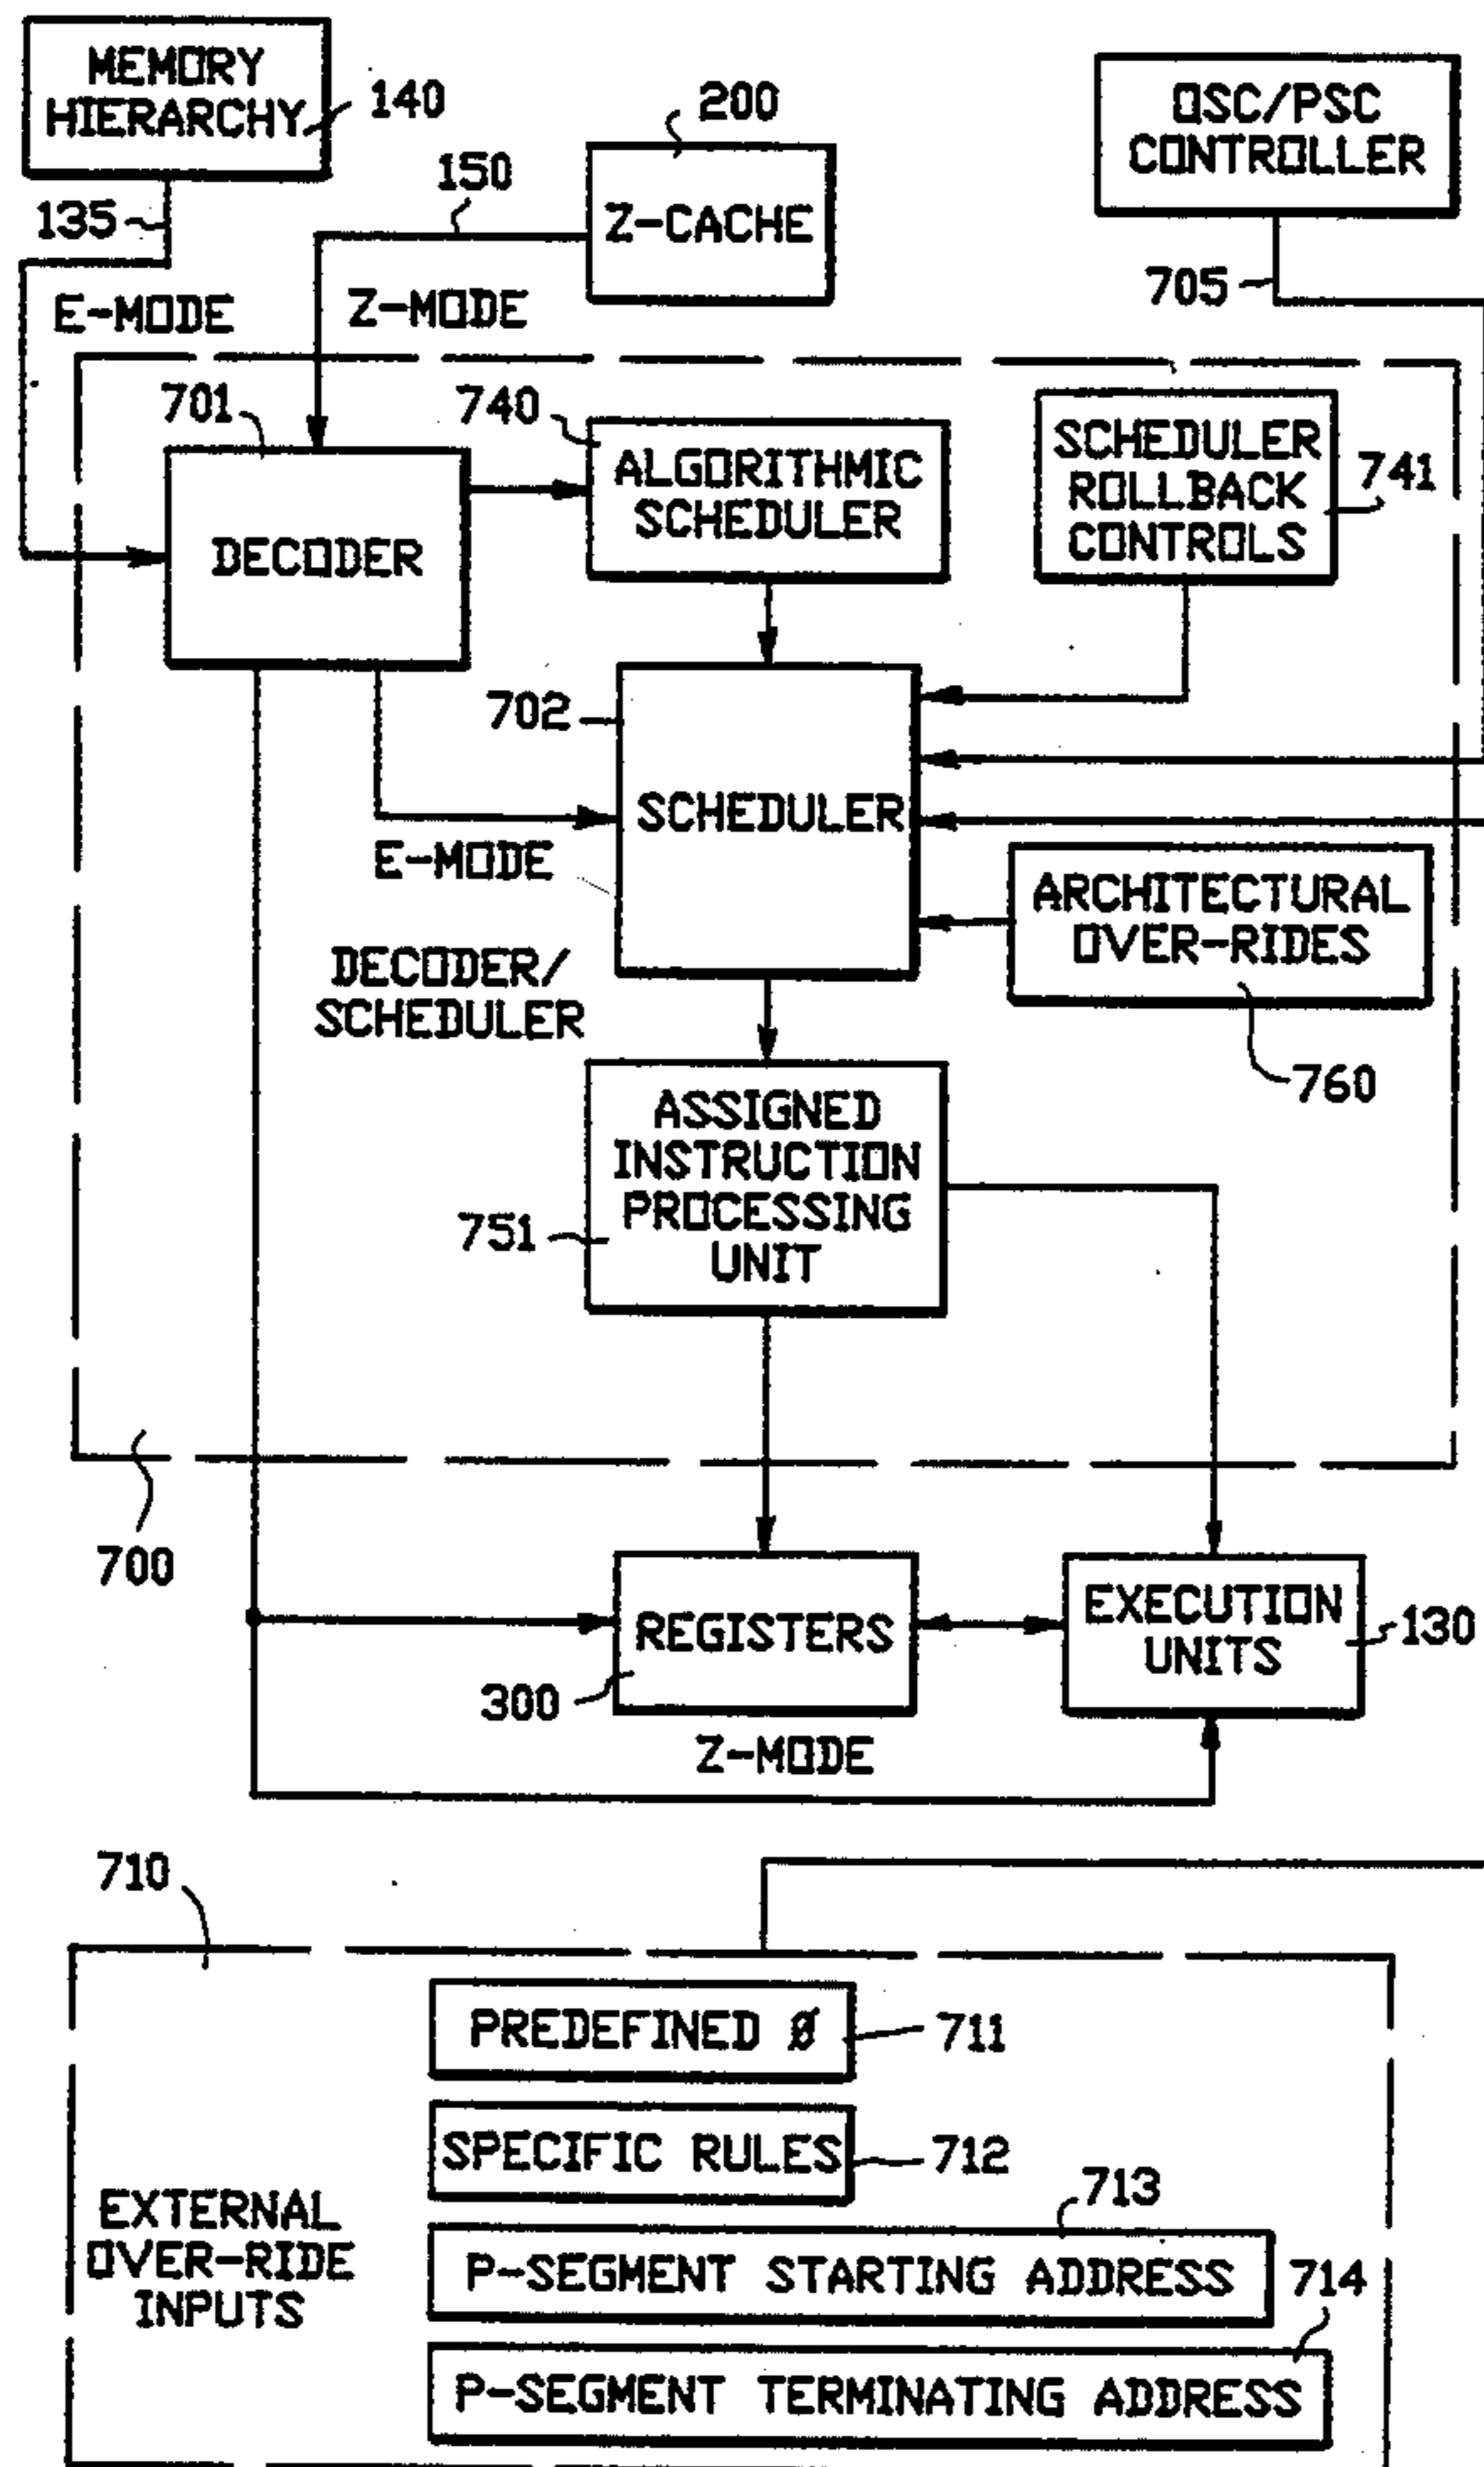 MEMORY
HIERARCHY
140
200
OSC/PSC
CONTROLLER
150
135
Z-CACHE
705
E-MODE
Z-MODE
701
740
ALGORITHMIC
SCHEDULER
SCHEDULER
ROLLBACK
CONTROLS
741
DECODER
702
SCHEDULER
E-MODE
ARCHITECTURAL
OVER-RIDES
DECODER/
SCHEDULER
760
ASSIGNED
INSTRUCTION
PROCESSING
UNIT
751
700
REGISTERS
EXECUTION
UNITS
130
300
Z-MODE
710
PREDEFINED Ø
711
SPECIFIC RULES
712
713
EXTERNAL
OVER-RIDE
INPUTS
P-SEGMENT STARTING ADDRESS
714
P-SEGMENT TERMINATING ADDRESS